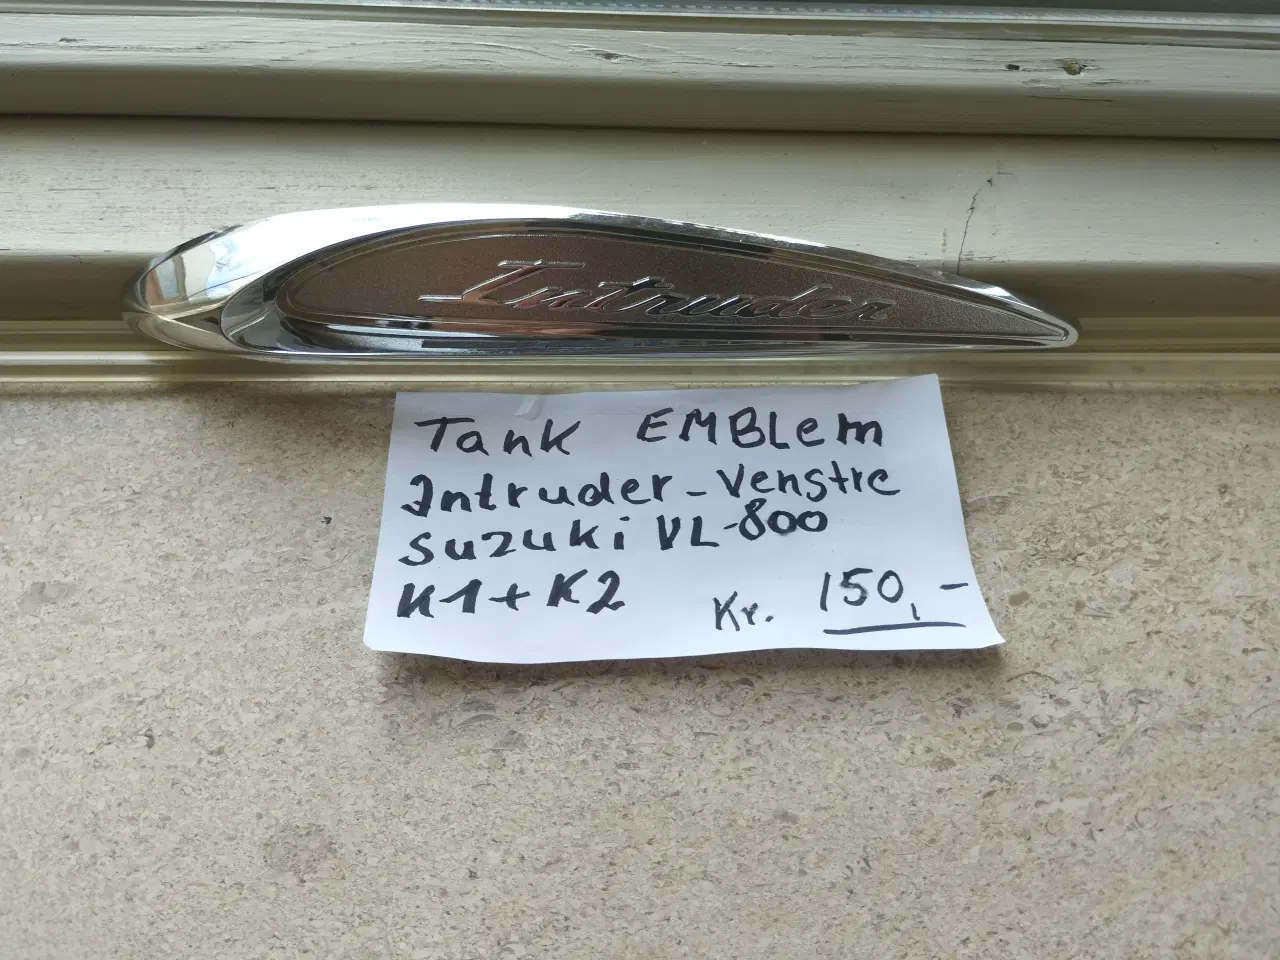 Intruder
Tank EMBLem
Intruder - Venstre
Suzuki VL-800
K1+K2 Kr. 150,-